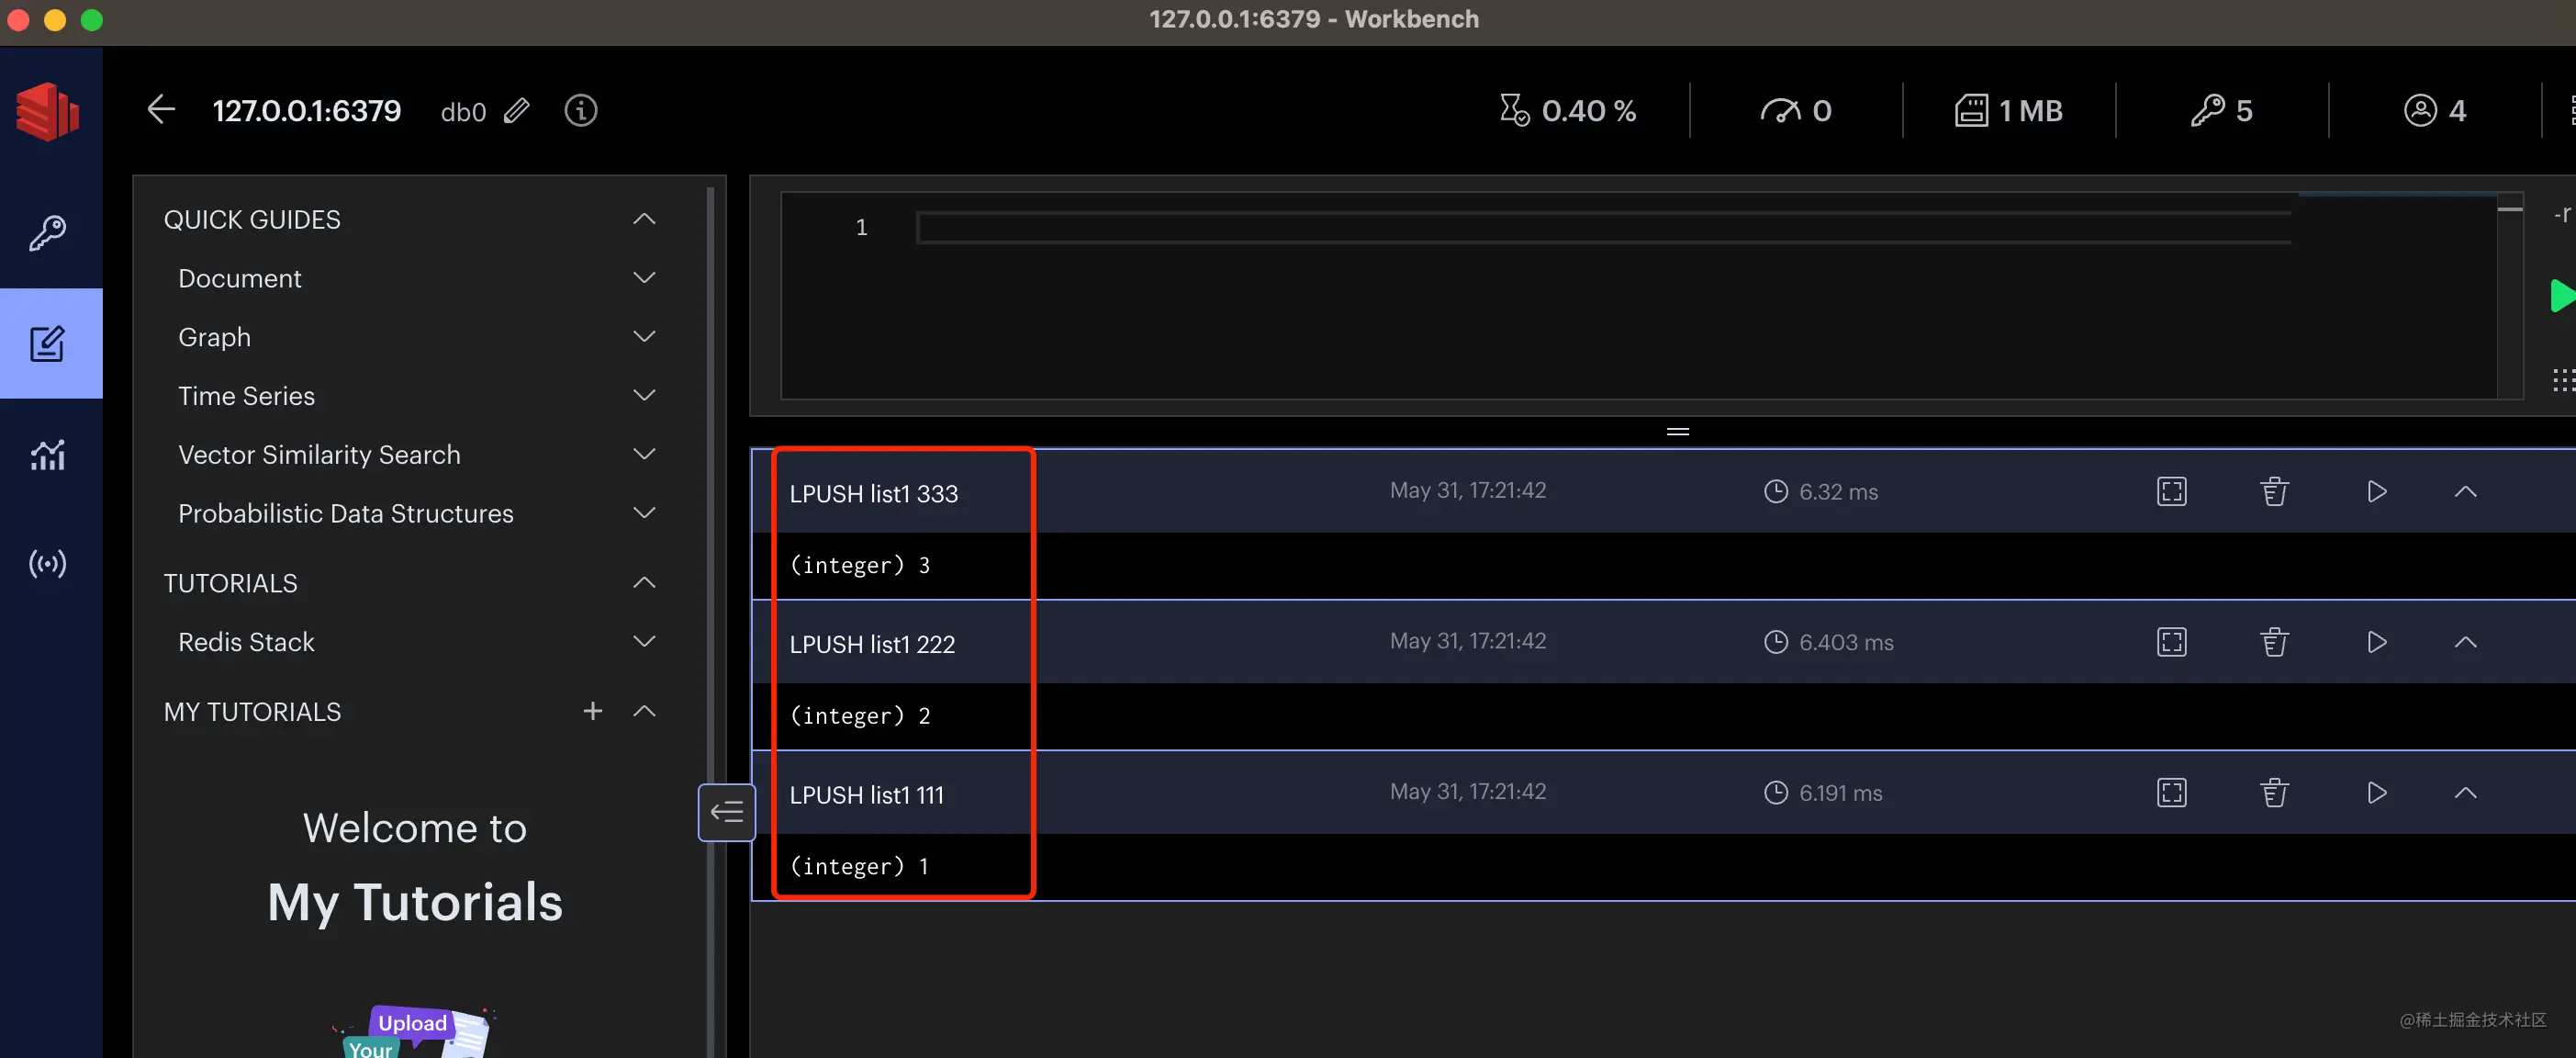 127.0.0.1:6379 - Workbench
127.0.0.1:6379 db0 0.40 % 0 1 MB 5 4
QUICK GUIDES
Document
Graph
Time Series
Vector Similarity Search
Probabilistic Data Structures
TUTORIALS
Redis Stack
MY TUTORIALS
Welcome to
My Tutorials
Upload
Your
1
-r
LPUSH list1 333 May 31, 17:21:42 6.32 ms
(integer) 3
LPUSH list1 222 May 31, 17:21:42 6.403 ms
(integer) 2
LPUSH list1 111 May 31, 17:21:42 6.191 ms
(integer) 1
@稀土掘金技术社区